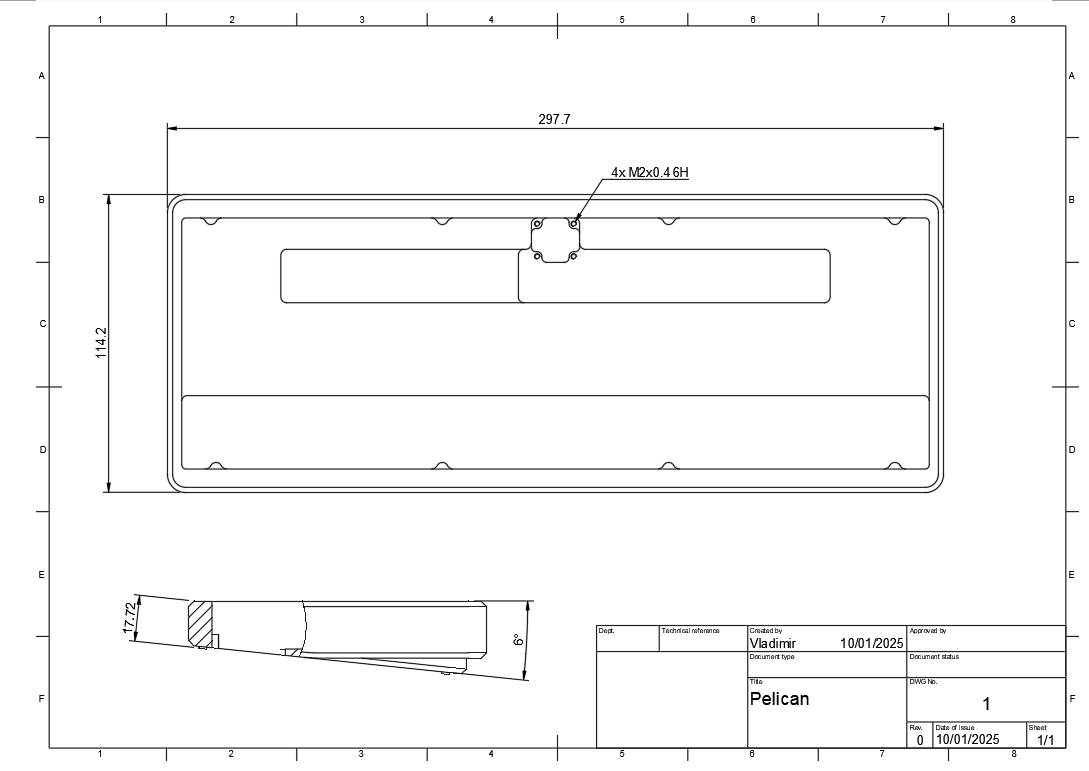 1 2 3 4 5 6 7 8
A A
297.7
4x M2x0.4 6H
B B
C C
114.2
D D
E E
17.72
6°
Dept. Technical reference Created by Approved by
Vladimir 10/01/2025
Document type Document status
Title DWG No.
Pelican 1
F F
Rev. Date of issue Sheet
0 10/01/2025 1/1
1 2 3 4 5 6 7 8